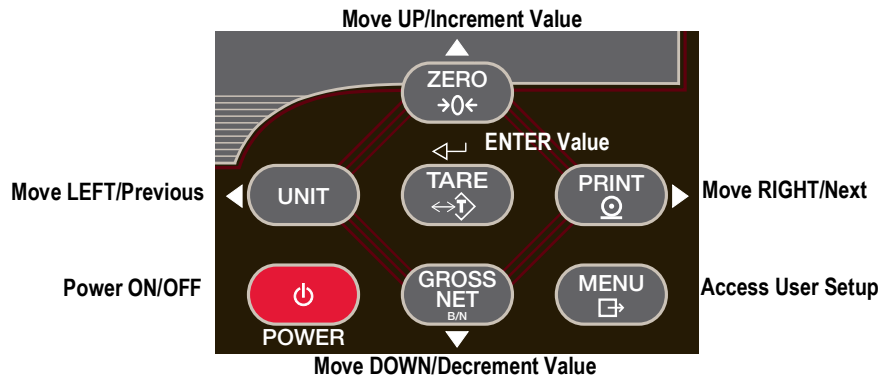 Move UP/Increment Value
ZERO
→0←
ENTER Value
Move LEFT/Previous
UNIT
TARE
T
PRINT
Move RIGHT/Next
Power ON/OFF
POWER
GROSS
NET
B/N
MENU
Access User Setup
Move DOWN/Decrement Value